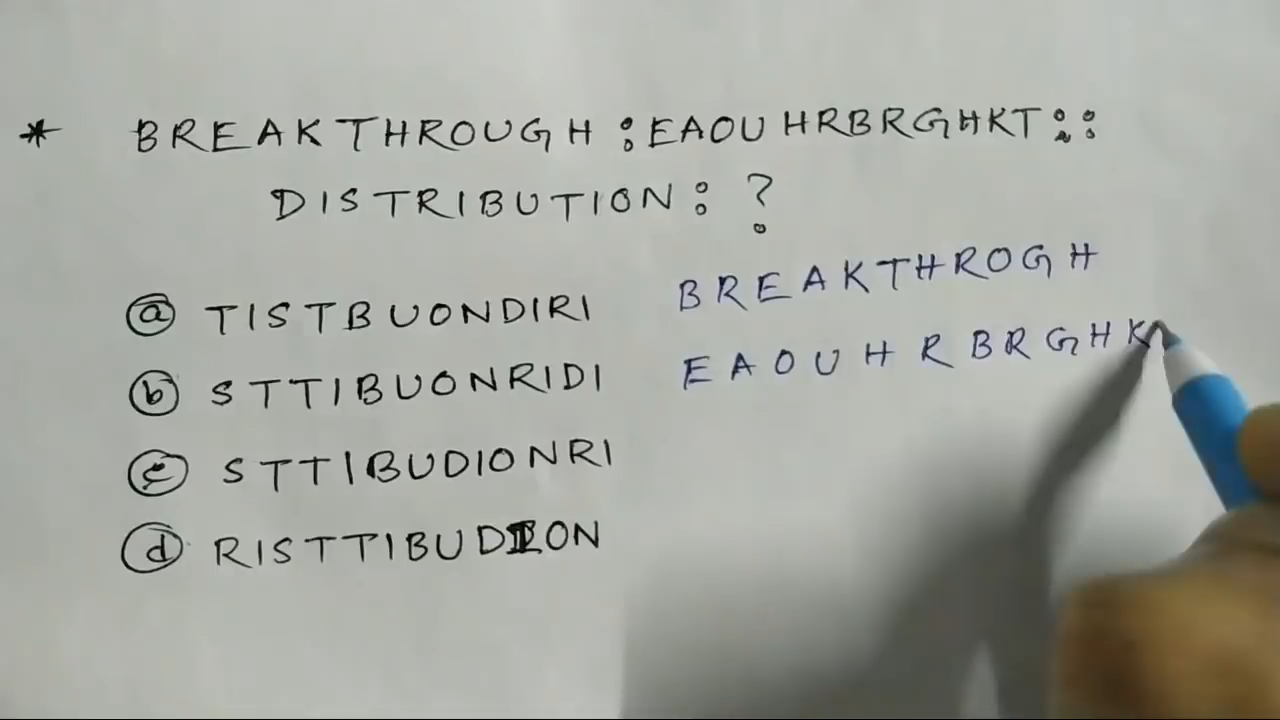 * BREAKTHROUGH : EAOUHRBRGHKT ::
DISTRIBUTION : ?
BREAKTHROGH
EAOUHRBRGHK
(a) TISTBUONDIRI
(b) STTIBUONRIDI
(c) STTIBUDIONRI
(d) RISTTIBUDION